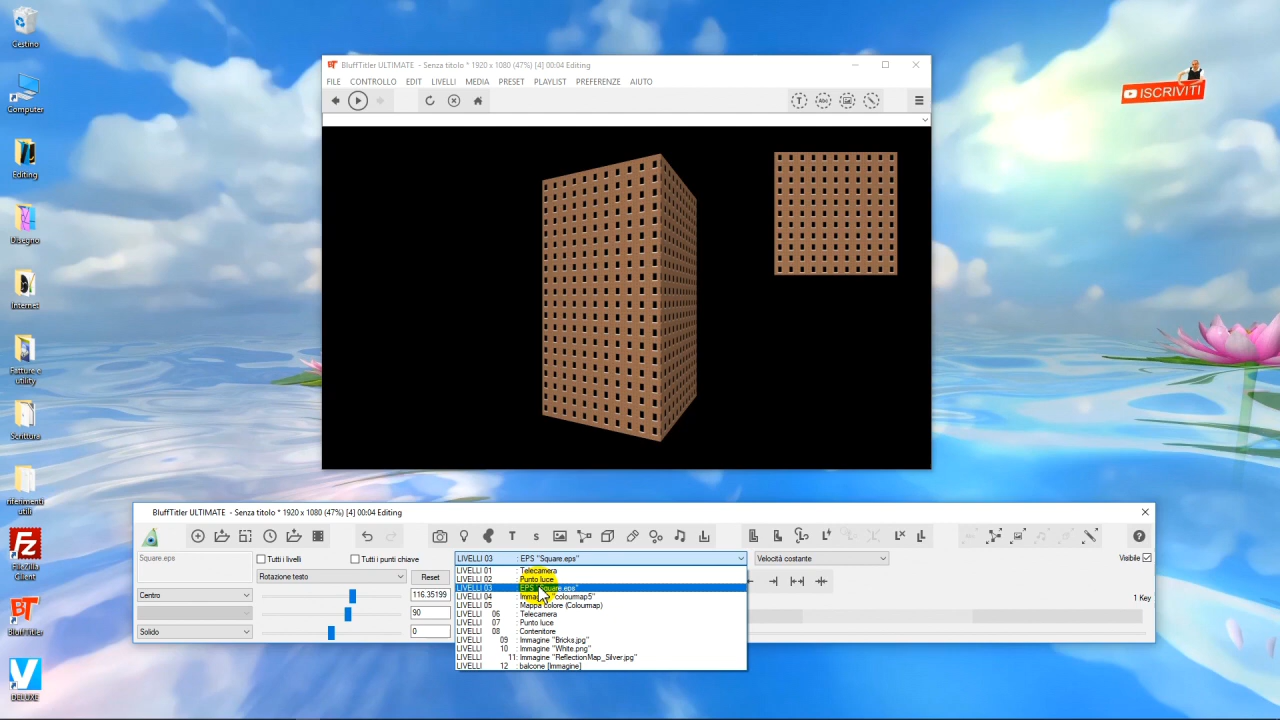 Cestino
Computer
Editing
Disegno
Internet
Fatture e
utility
Scrittura
riferimenti
utili
FileZilla
Client
BluffTitler
DELUXE
ISCRIVITI
BluffTitler ULTIMATE - Senza titolo * 1920 x 1080 (47%) [4] 00:04 Editing
FILE CONTROLLO EDIT LIVELLI MEDIA PRESET PLAYLIST PREFERENZE AIUTO
BluffTitler ULTIMATE - Senza titolo * 1920 x 1080 (47%) [4] 00:04 Editing
Square.eps
Tutti i livelli
Tutti i punti chiave
LIVELLI 03 : EPS "Square.eps"
Velocità costante
Visibile
Rotazione testo
Reset
Centro
116.35199
90
Solido
0
1 Key
LIVELLI 01 : Telecamera
LIVELLI 02 : Punto luce
LIVELLI 03 : EPS "Square.eps"
LIVELLI 04 : Immagine "colourmap5"
LIVELLI 05 : Mappa colore (Colourmap)
LIVELLI 06 : Telecamera
LIVELLI 07 : Punto luce
LIVELLI 08 : Contenitore
LIVELLI 09 : Immagine "Bricks.jpg"
LIVELLI 10 : Immagine "White.png"
LIVELLI 11 : Immagine "ReflectionMap_Silver.jpg"
LIVELLI 12 : balcone [Immagine]